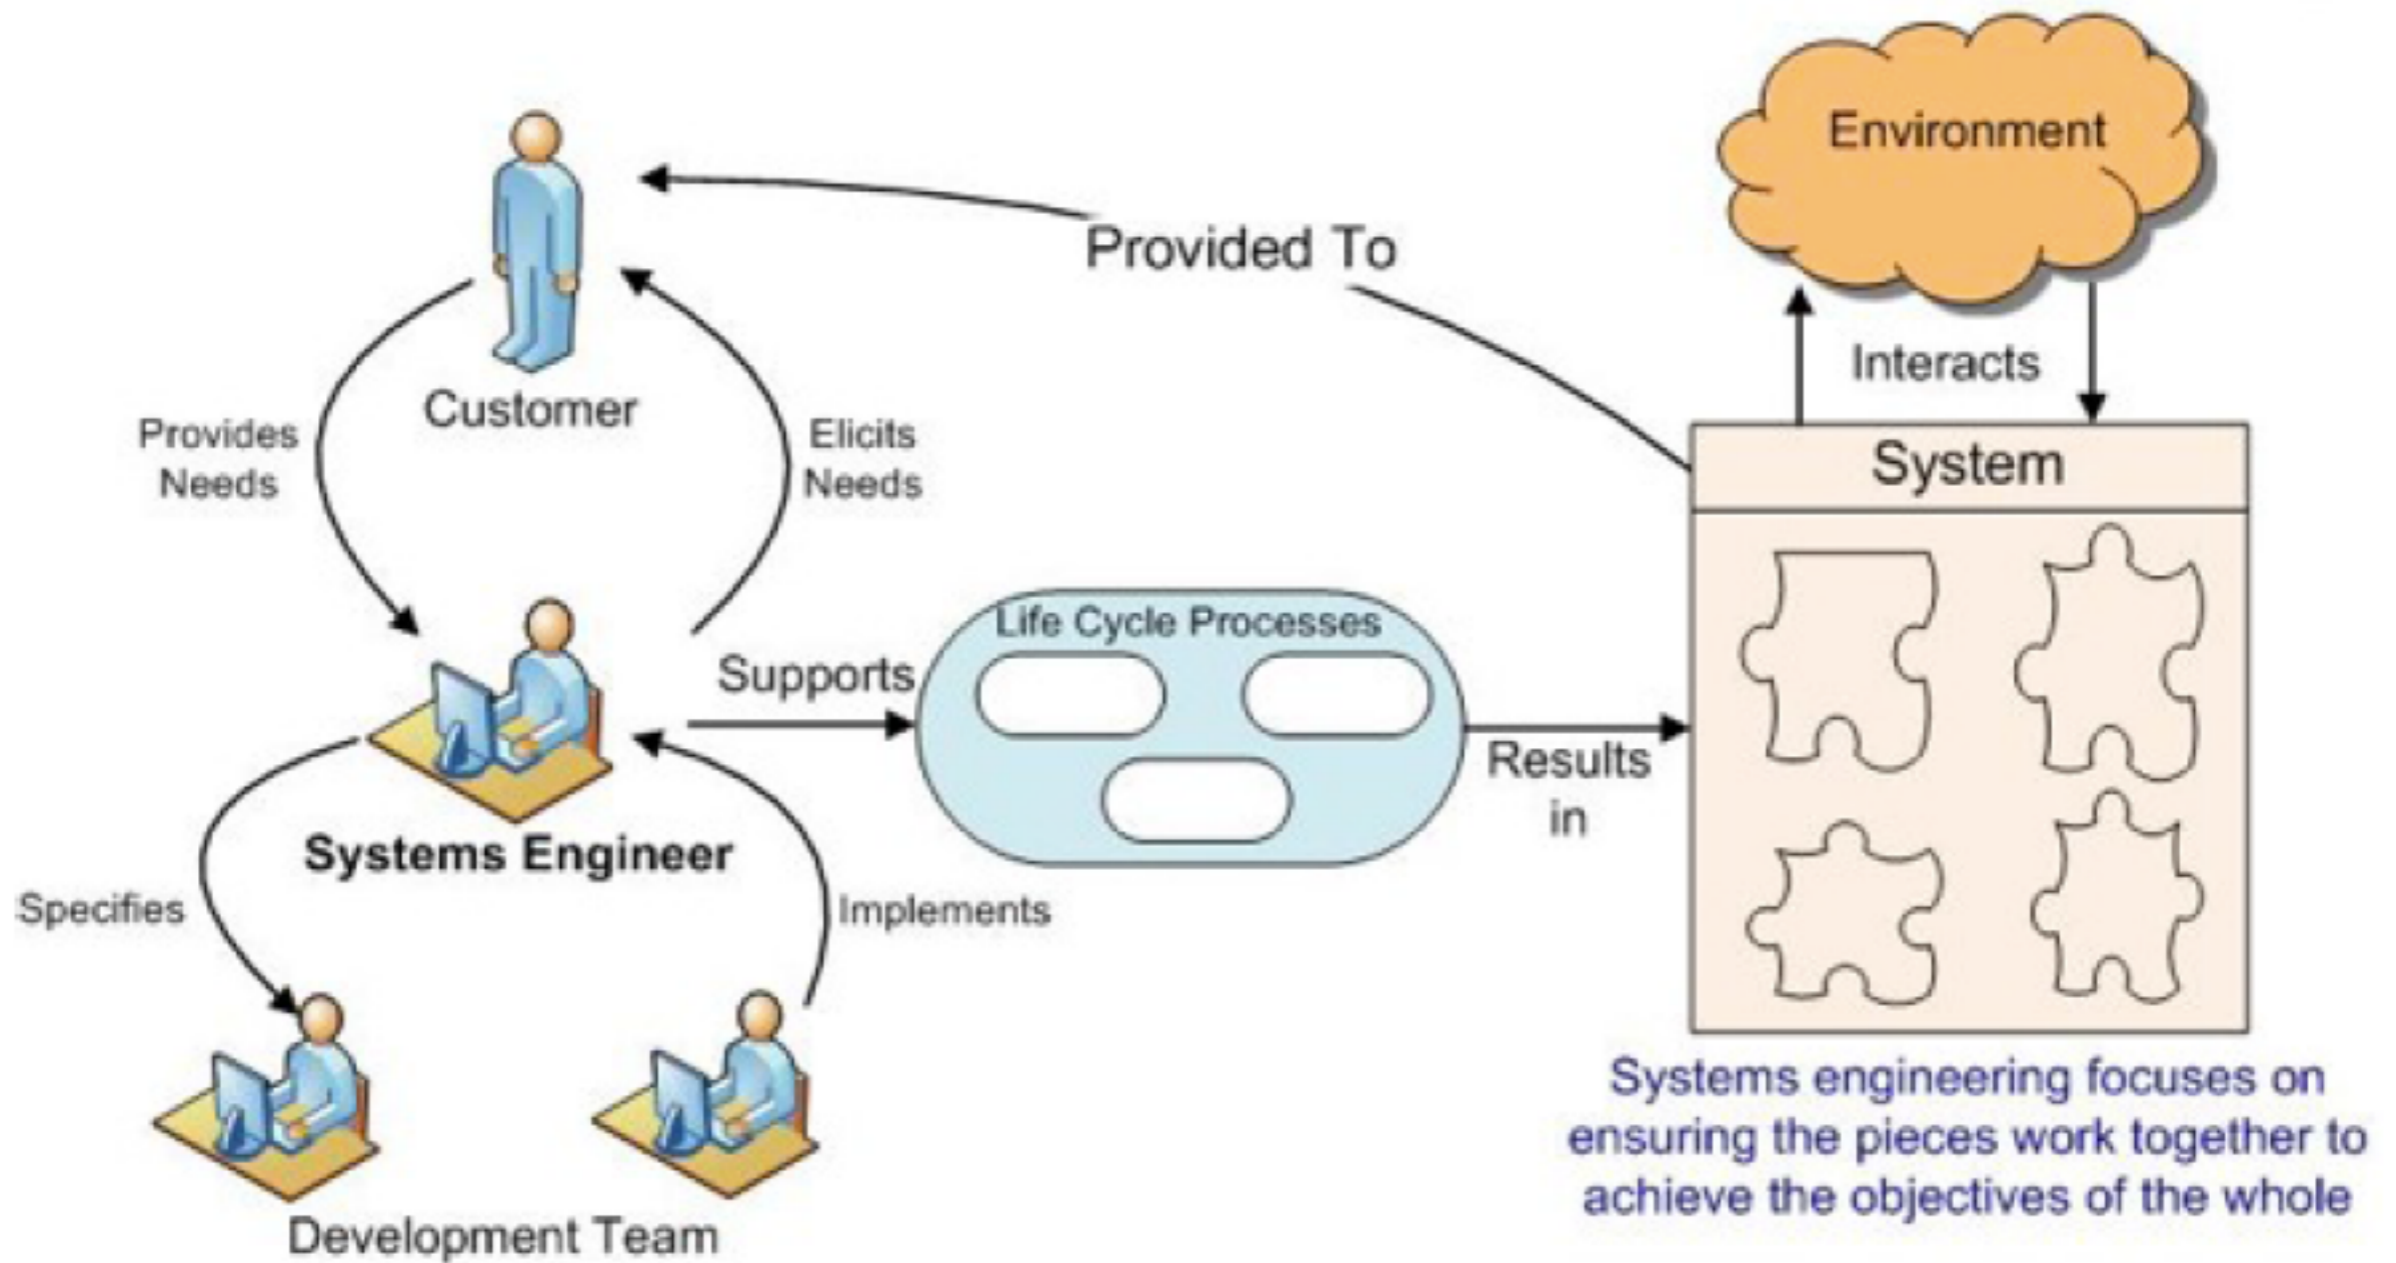 Environment
Provided To
Interacts
Customer
Provides
Needs
Elicits
Needs
System
Life Cycle Processes
Supports
Results
in
Systems Engineer
Specifies
Implements
Systems engineering focuses on
ensuring the pieces work together to
achieve the objectives of the whole
Development Team